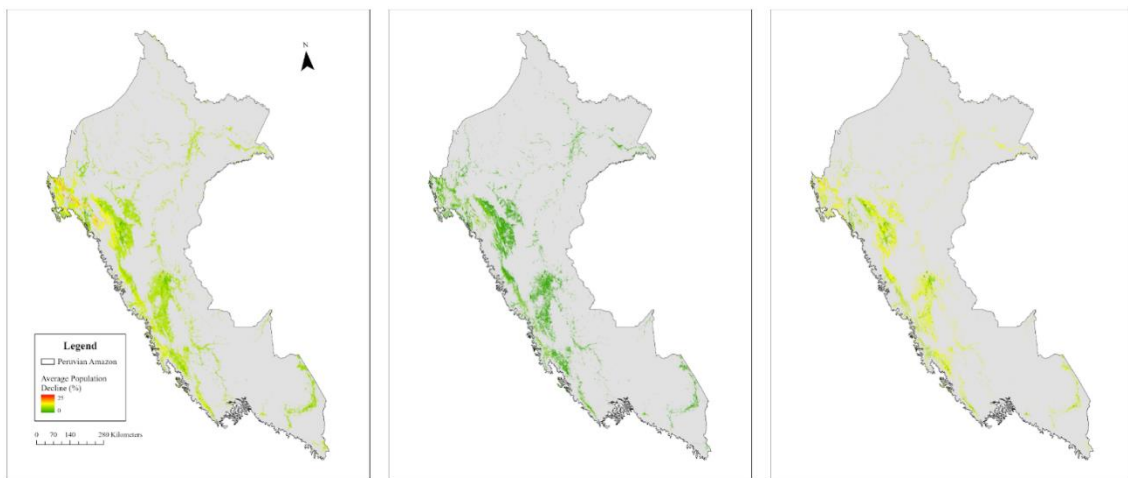 N
Legend
Peruvian Amazon
Average Population
Decline (%)
25
0
0 70 140 280 Kilometers